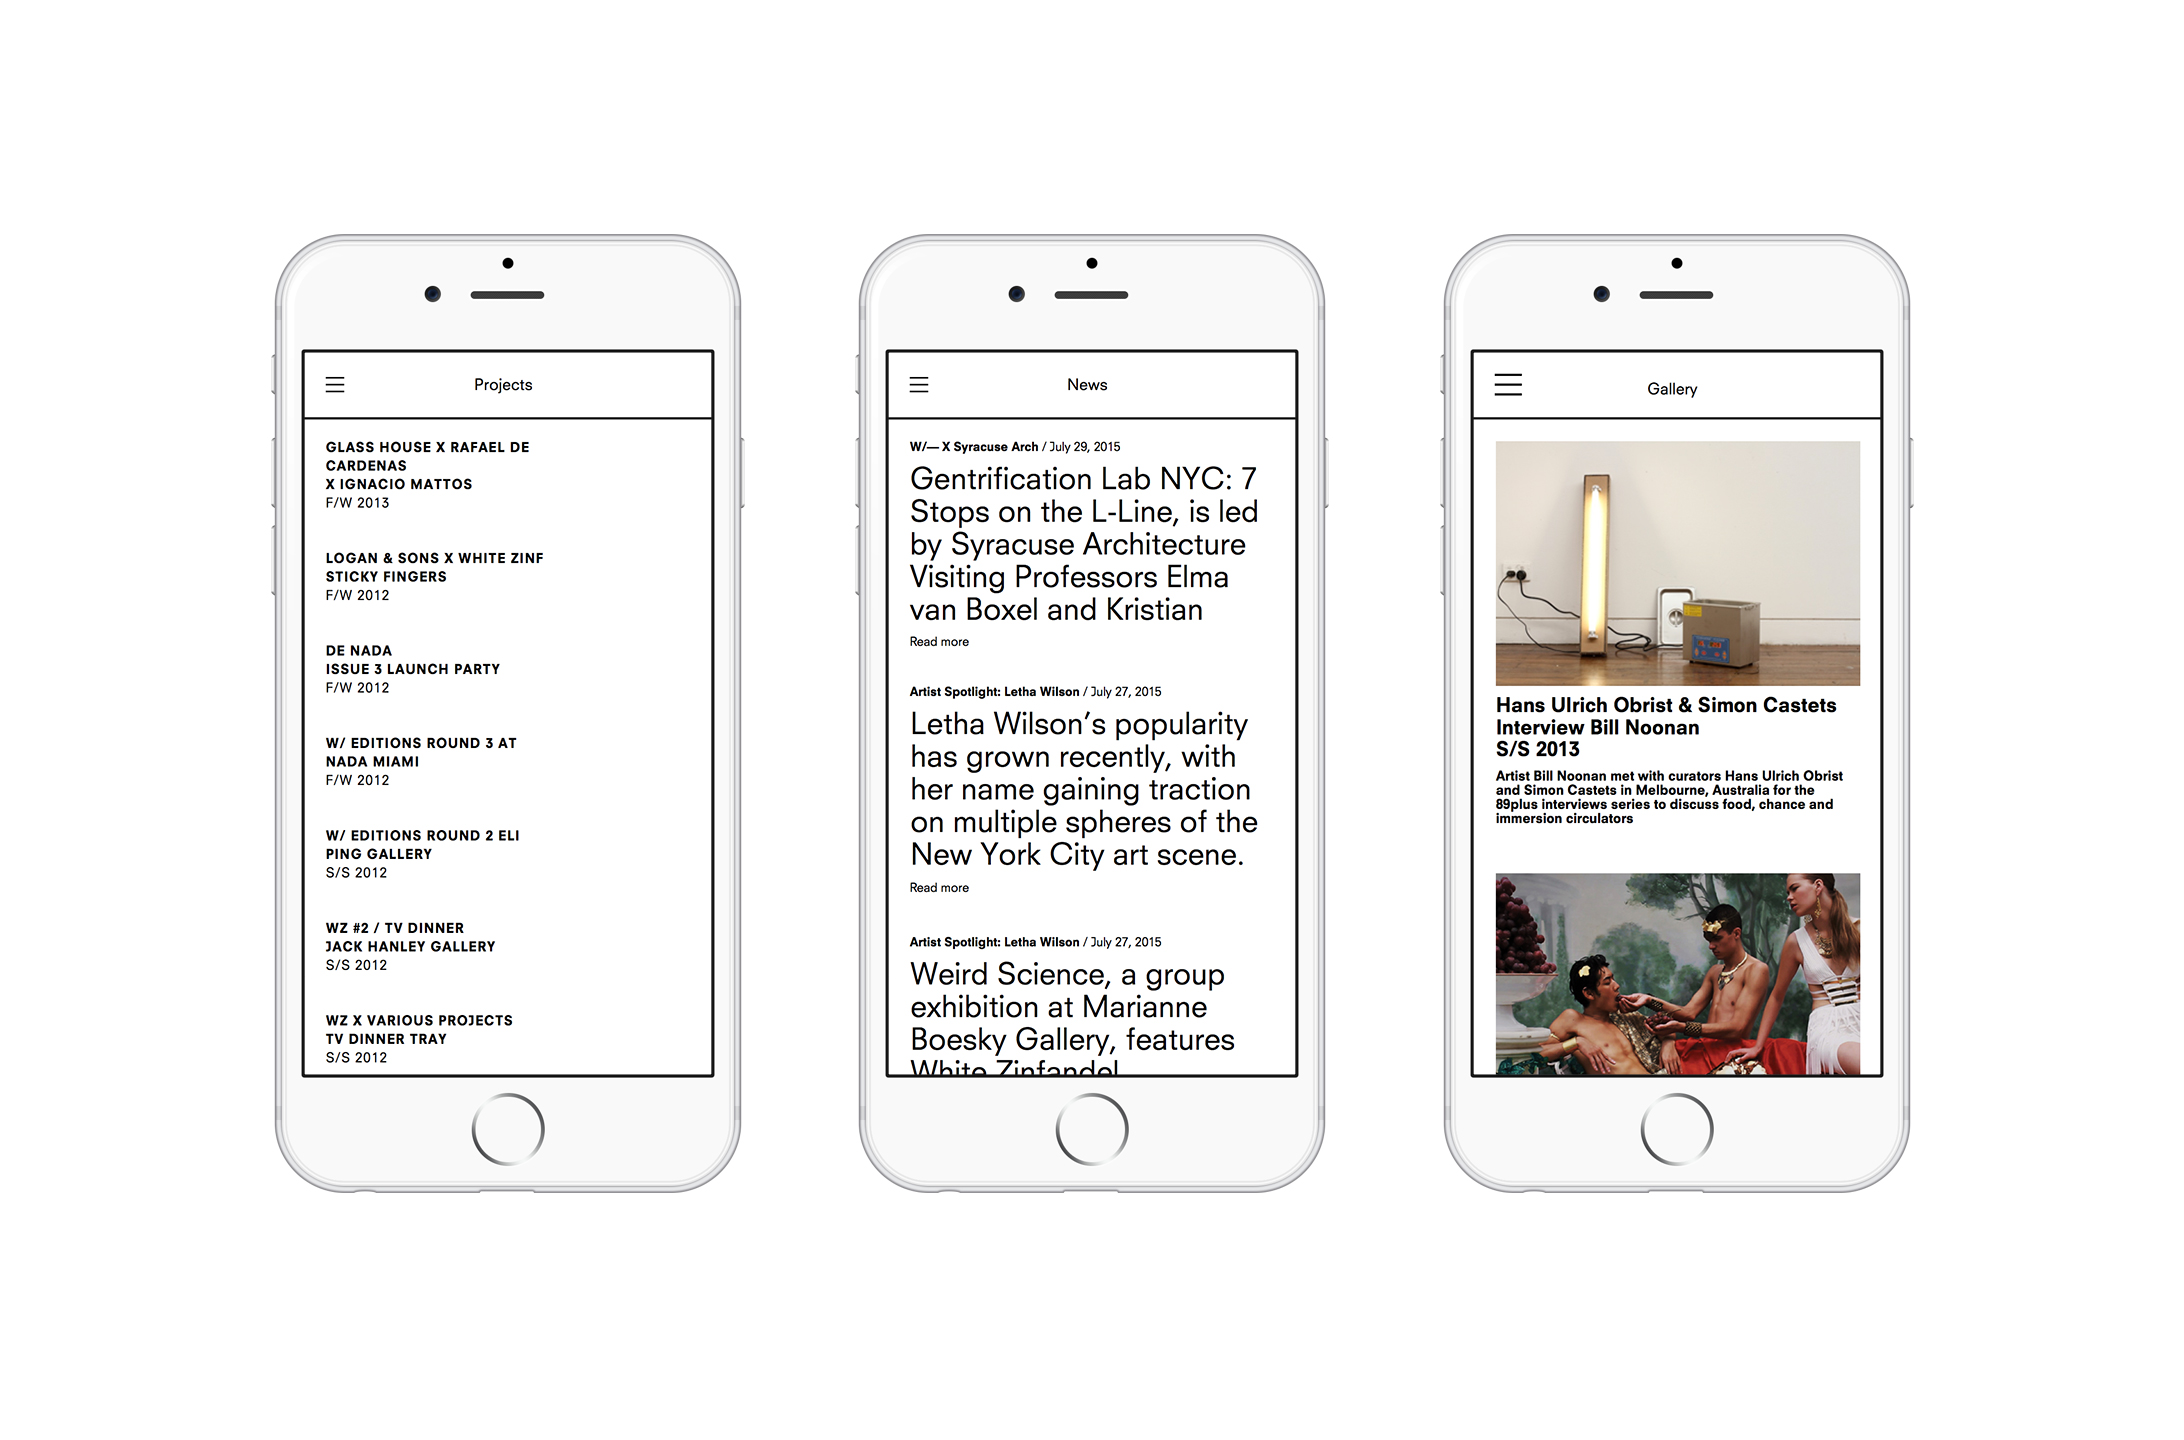 Projects
GLASS HOUSE X RAFAEL DE
CARDENAS
X IGNACIO MATTOS
F/W 2013
LOGAN & SONS X WHITE ZINF
STICKY FINGERS
F/W 2012
DE NADA
ISSUE 3 LAUNCH PARTY
F/W 2012
W/ EDITIONS ROUND 3 AT
NADA MIAMI
F/W 2012
W/ EDITIONS ROUND 2 ELI
PING GALLERY
S/S 2012
WZ #2 / TV DINNER
JACK HANLEY GALLERY
S/S 2012
WZ X VARIOUS PROJECTS
TV DINNER TRAY
S/S 2012
News
W/— X Syracuse Arch / July 29, 2015
Gentrification Lab NYC: 7
Stops on the L-Line, is led
by Syracuse Architecture
Visiting Professors Elma
van Boxel and Kristian
Read more
Artist Spotlight: Letha Wilson / July 27, 2015
Letha Wilson’s popularity
has grown recently, with
her name gaining traction
on multiple spheres of the
New York City art scene.
Read more
Artist Spotlight: Letha Wilson / July 27, 2015
Weird Science, a group
exhibition at Marianne
Boesky Gallery, features
White Zinfandel
Gallery
Hans Ulrich Obrist & Simon Castets
Interview Bill Noonan
S/S 2013
Artist Bill Noonan met with curators Hans Ulrich Obrist
and Simon Castets in Melbourne, Australia for the
89plus interviews series to discuss food, chance and
immersion circulators